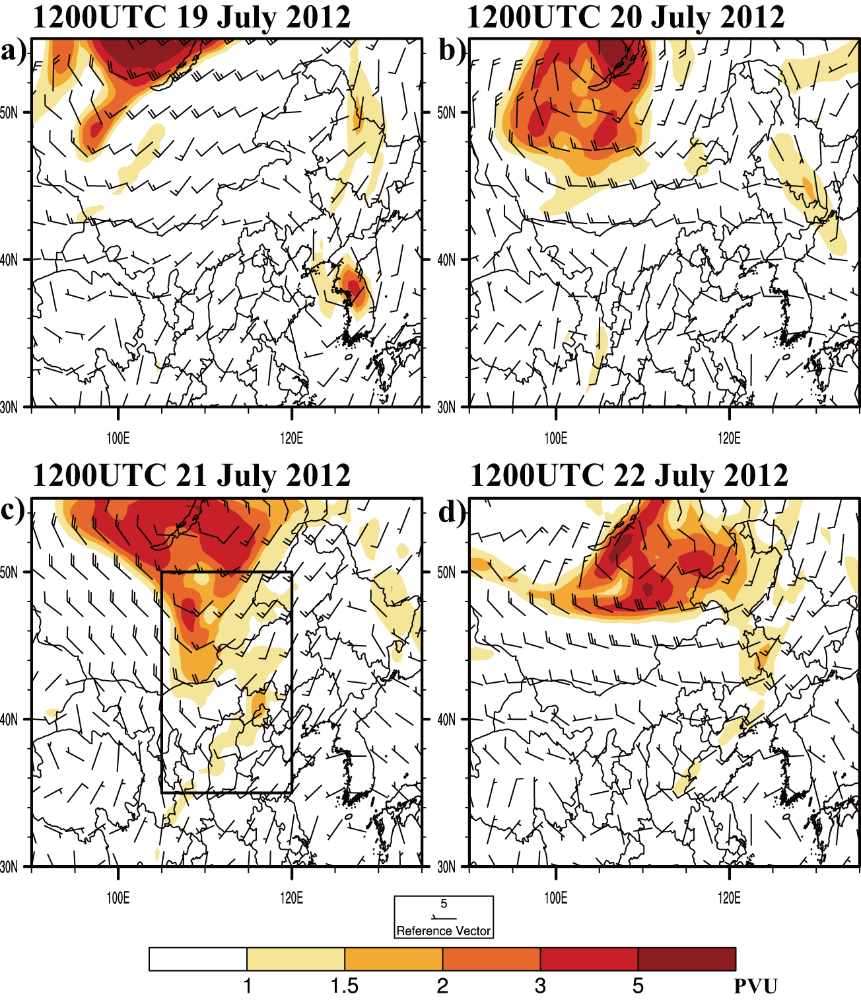 1200UTC 19 July 2012
1200UTC 20 July 2012
a)
b)
50N
50N
40N
40N
30N
30N
100E
120E
100E
120E
1200UTC 21 July 2012
1200UTC 22 July 2012
c)
d)
50N
50N
40N
40N
30N
30N
100E
120E
100E
120E
5
Reference Vector
1
1.5
2
3
5
PVU